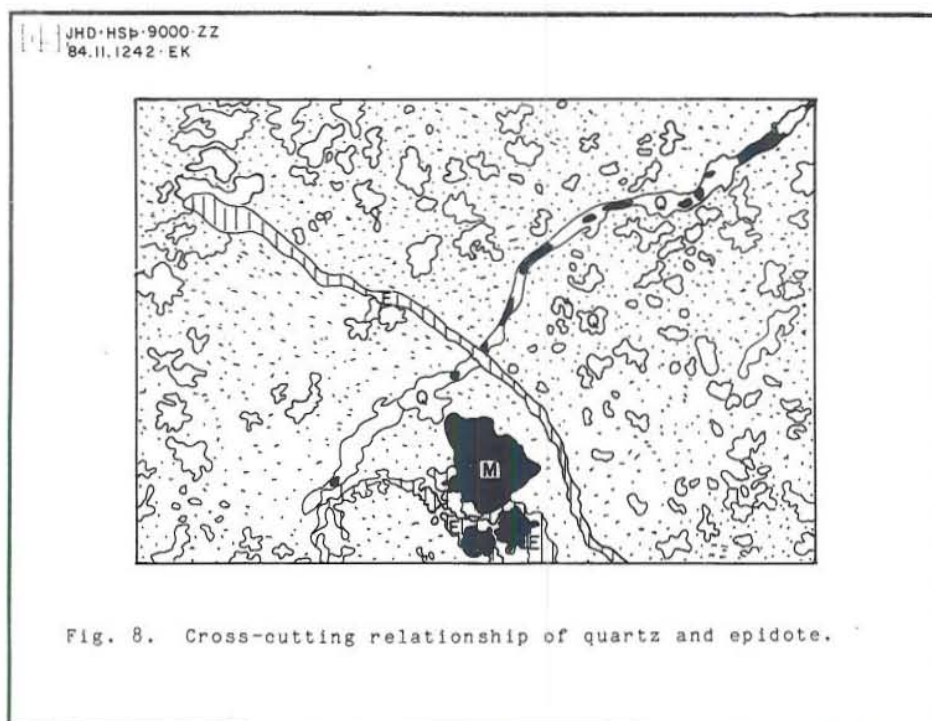 JHD·HSÞ·9000·ZZ
'84.11.1242·EK
Q
E
Q
Q
M
E
E
Fig. 8. Cross-cutting relationship of quartz and epidote.